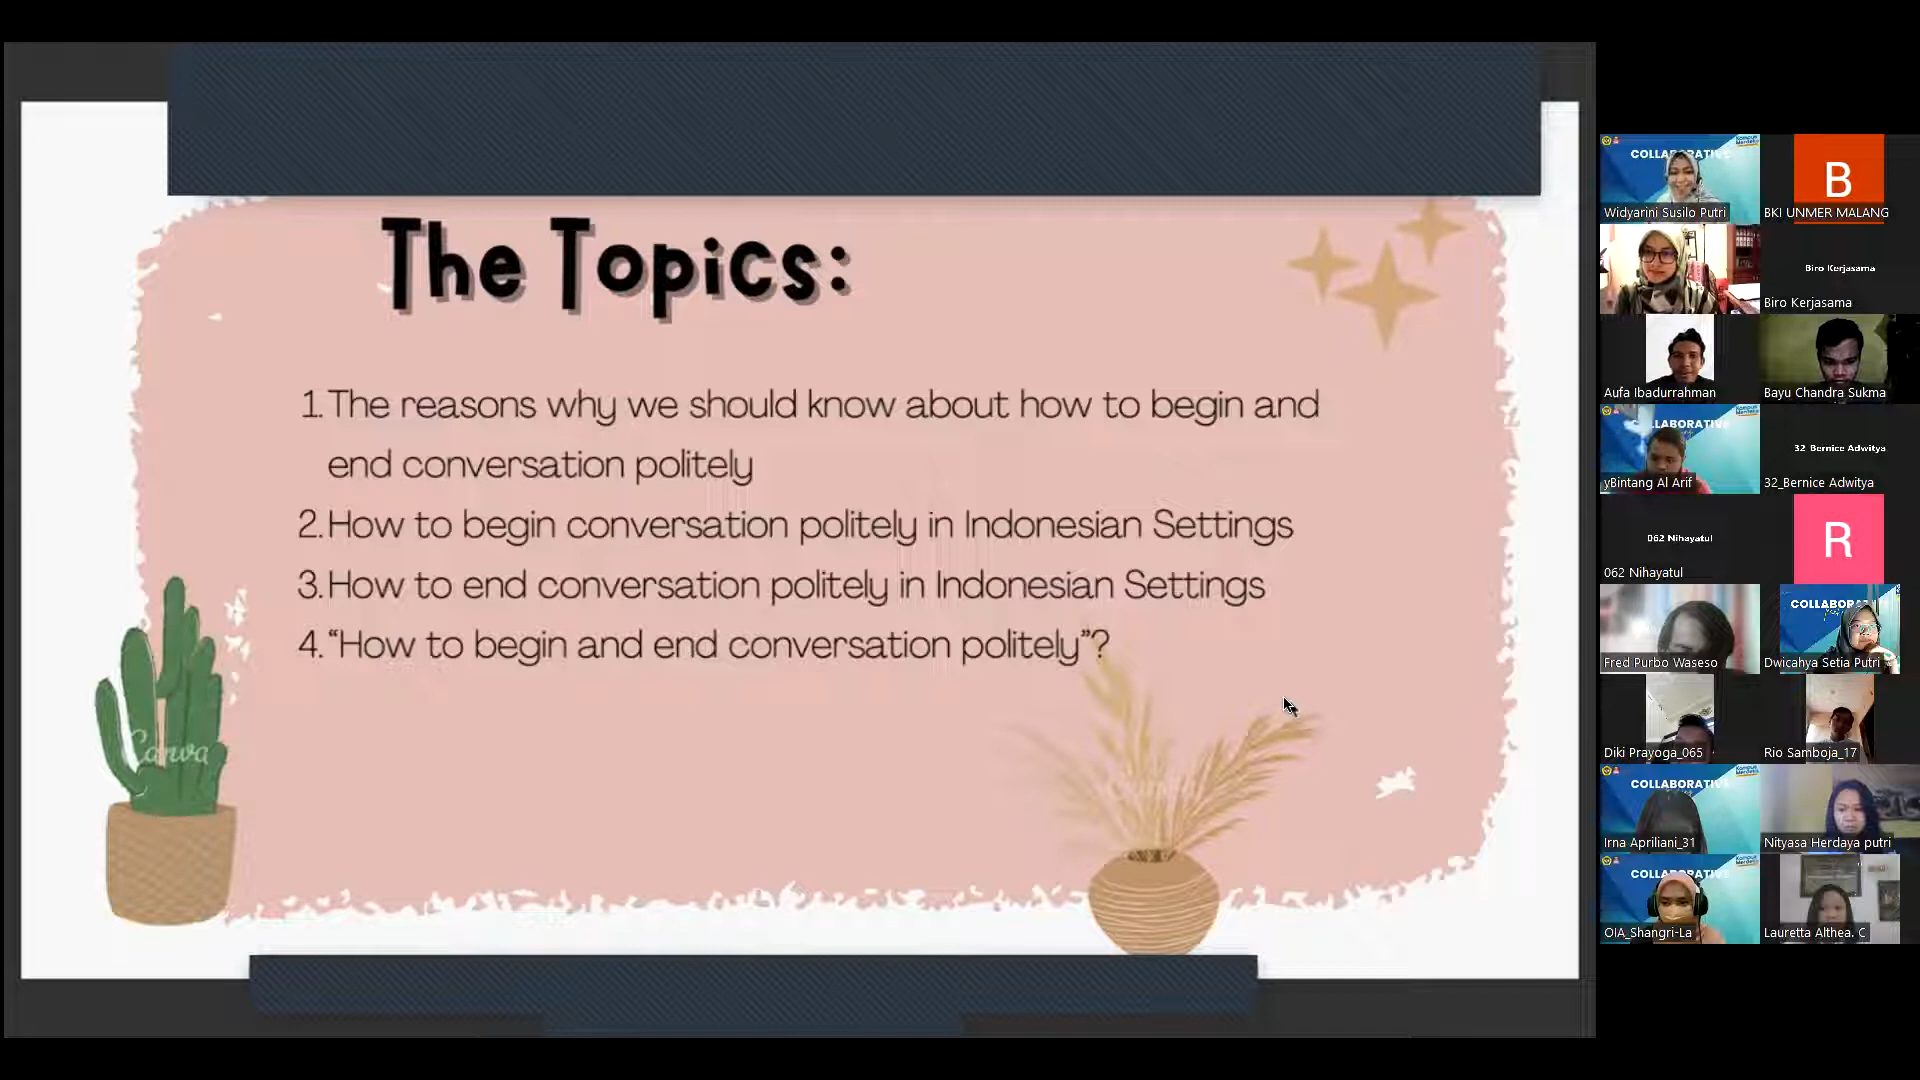 The Topics:
1. The reasons why we should know about how to begin and
end conversation politely
2. How to begin conversation politely in Indonesian Settings
3. How to end conversation politely in Indonesian Settings
4. “How to begin and end conversation politely”?
Canva
COLLABORATIVE
Widyarini Susilo Putri
B
BKI UNMER MALANG
Biro Kerjasama
Biro Kerjasama
Aufa Ibadurrahman
Bayu Chandra Sukma
yBintang Al Arif
32_Bernice Adwitya
32_Bernice Adwitya
062 Nihayatul
062 Nihayatul
R
Fred Purbo Waseso
COLLABORA
Dwicahya Setia Putri
Diki Prayoga_065
Rio Samboja_17
COLLABORATIVE
Irna Apriliani_31
Nityasa Herdaya putri
COLLABORATIVE
OIA_Shangri-La
Lauretta Althea. C